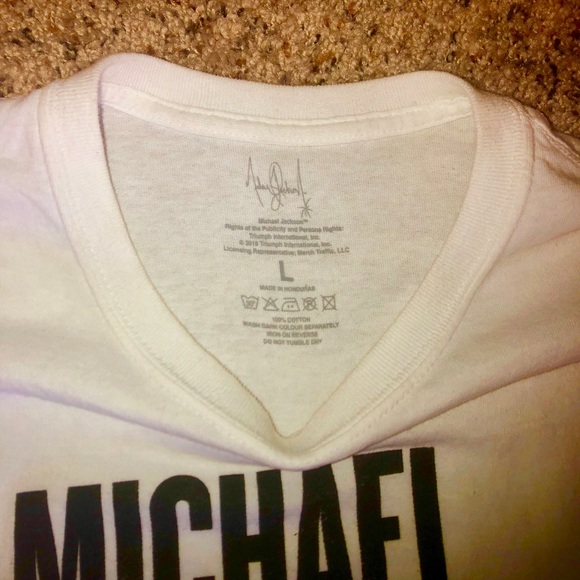 Michael Jackson™
Rights of the Publicity and Persona Rights:
Triumph International, Inc.
© 2019 Triumph International, Inc.
Licensing Representative: Merch Traffic, LLC
L
MADE IN HONDURAS
100% COTTON
WASH DARK COLOUR SEPARATELY
IRON ON REVERSE
DO NOT TUMBLE DRY
MICHAEL